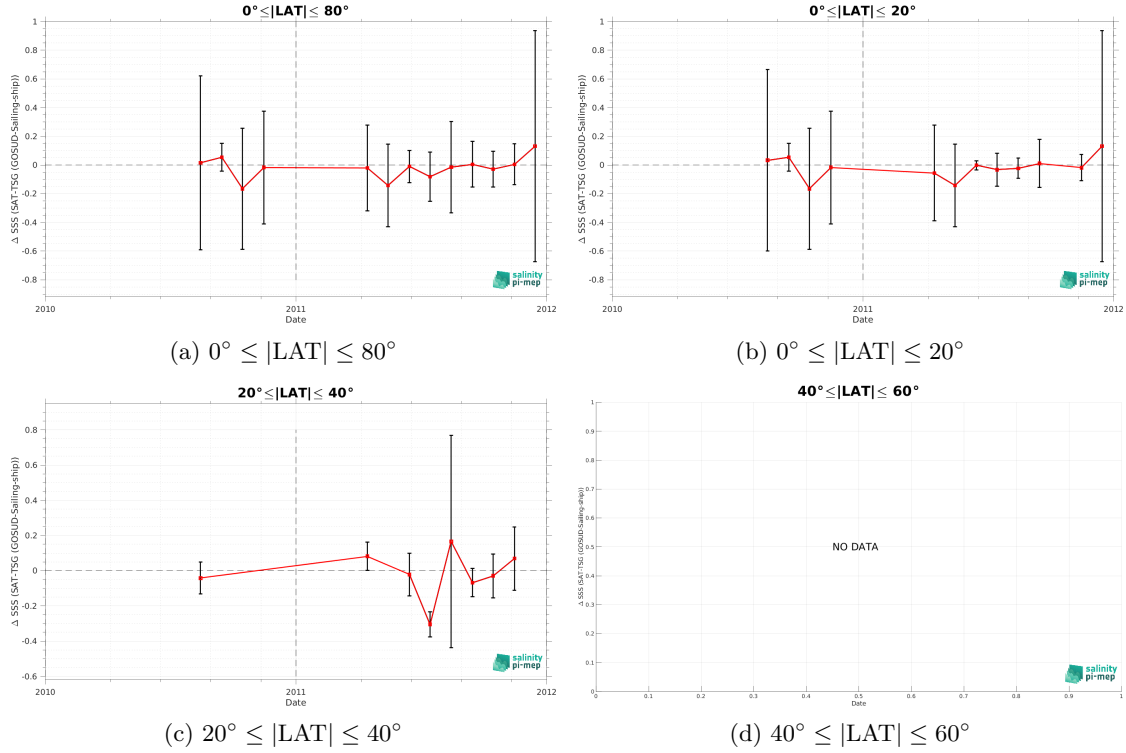 0°≤|LAT|≤ 80°
Δ SSS (SAT-TSG (GOSUD-Sailing-ship))
1
0.8
0.6
0.4
0.2
0
-0.2
-0.4
-0.6
-0.8
2010
2011
2012
Date
salinity
pi-mep
(a) 0° ≤ |LAT| ≤ 80°
0°≤|LAT|≤ 20°
Δ SSS (SAT-TSG (GOSUD-Sailing-ship))
1
0.8
0.6
0.4
0.2
0
-0.2
-0.4
-0.6
-0.8
2010
2011
2012
Date
salinity
pi-mep
(b) 0° ≤ |LAT| ≤ 20°
20°≤|LAT|≤ 40°
Δ SSS (SAT-TSG (GOSUD-Sailing-ship))
0.8
0.6
0.4
0.2
0
-0.2
-0.4
-0.6
2010
2011
2012
Date
salinity
pi-mep
(c) 20° ≤ |LAT| ≤ 40°
40°≤|LAT|≤ 60°
Δ SSS (SAT-TSG (GOSUD-Sailing-ship))
1
0.9
0.8
0.7
0.6
0.5
0.4
0.3
0.2
0.1
0
NO DATA
0
0.1
0.2
0.3
0.4
0.5
0.6
0.7
0.8
0.9
1
Date
salinity
pi-mep
(d) 40° ≤ |LAT| ≤ 60°